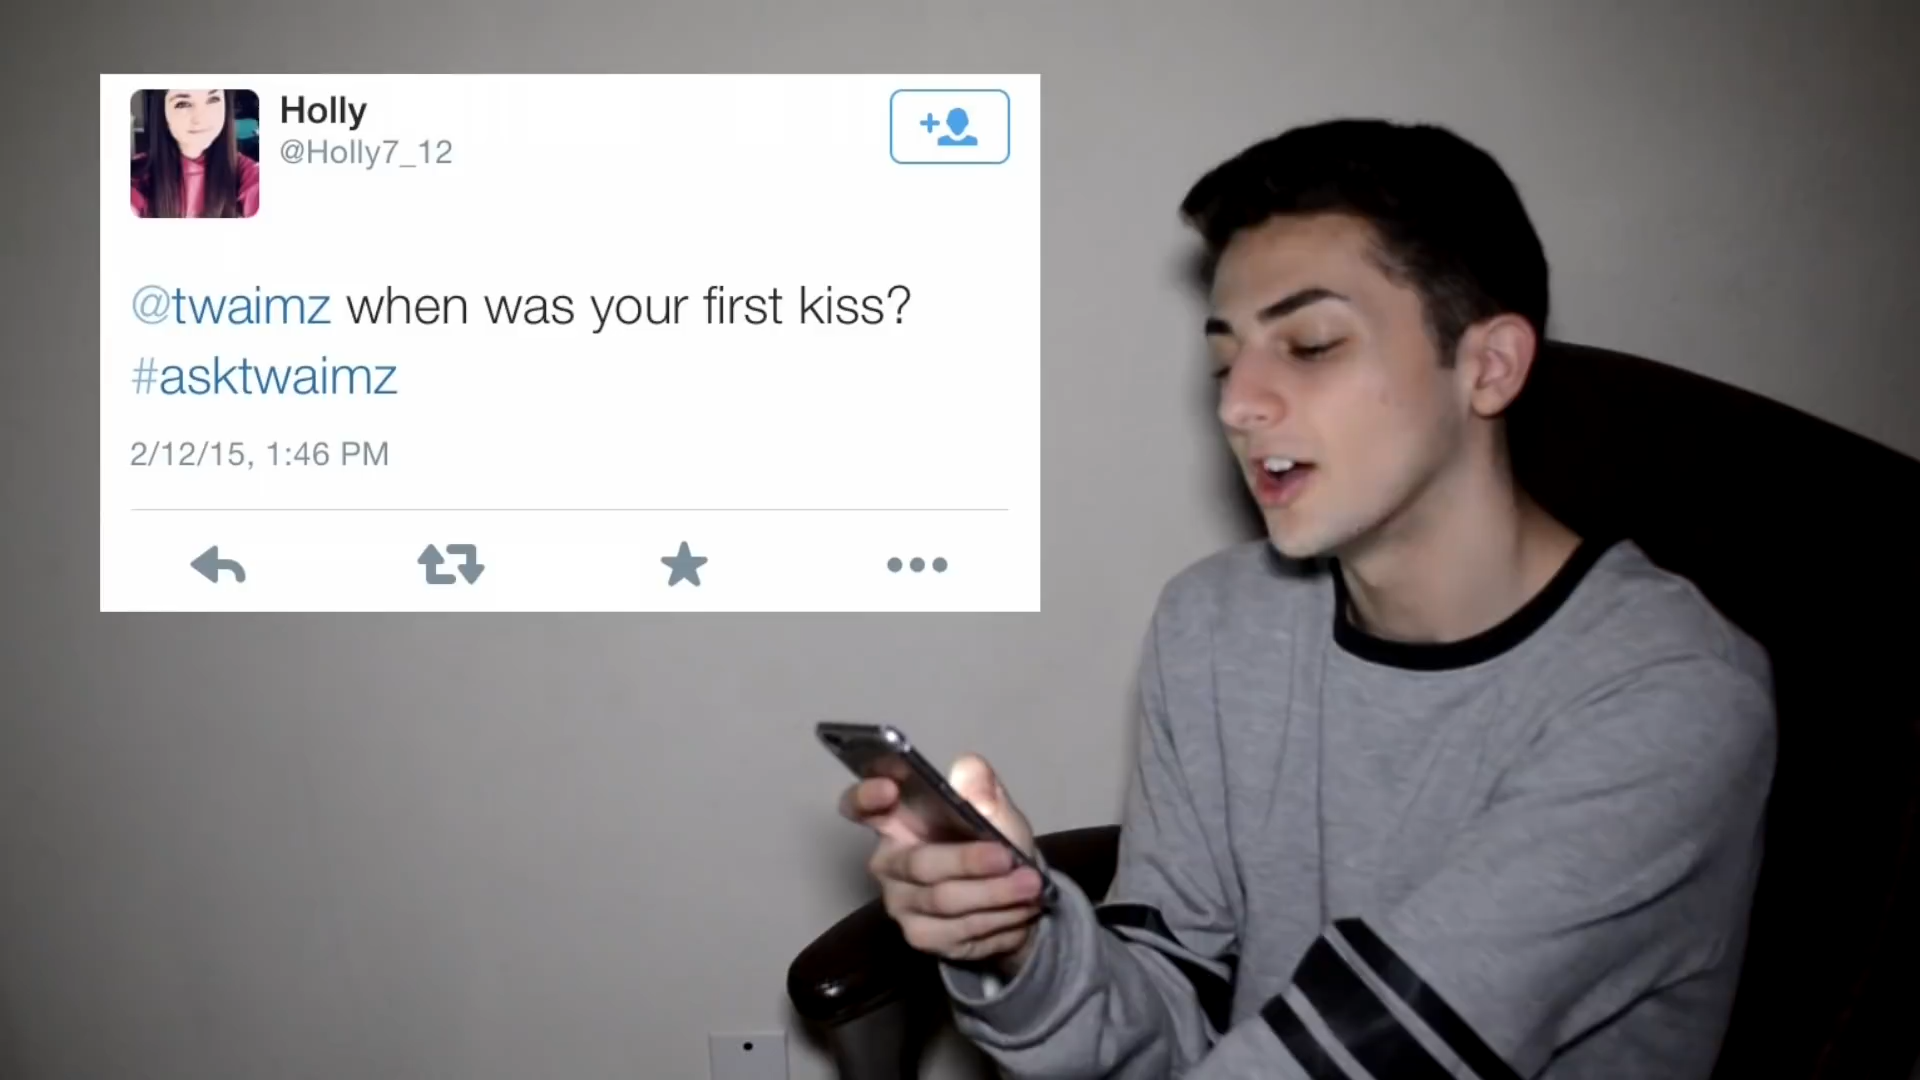 Holly
@Holly7_12
@twaimz when was your first kiss?
#asktwaimz
2/12/15, 1:46 PM